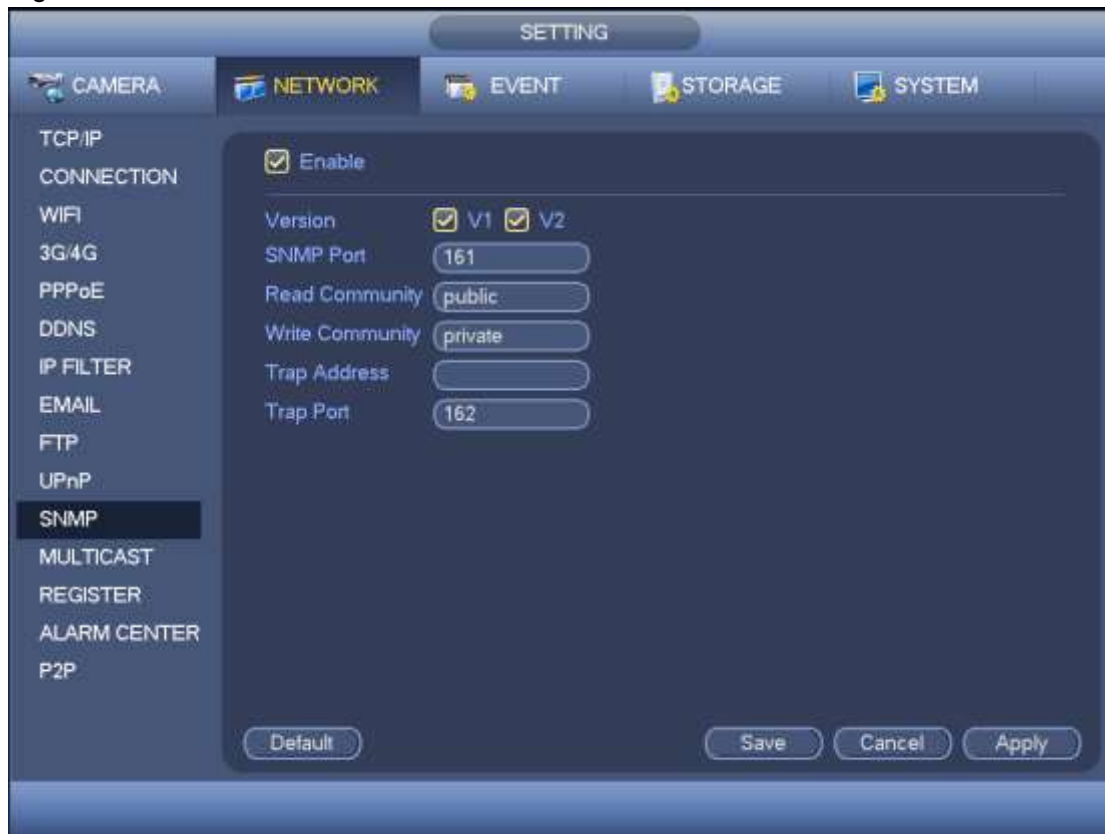 SETTING
CAMERA NETWORK EVENT STORAGE SYSTEM
TCP/IP
CONNECTION
WIFI
3G/4G
PPPoE
DDNS
IP FILTER
EMAIL
FTP
UPnP
SNMP
MULTICAST
REGISTER
ALARM CENTER
P2P
Enable
Version V1 V2
SNMP Port 161
Read Community public
Write Community private
Trap Address
Trap Port 162
Default Save Cancel Apply